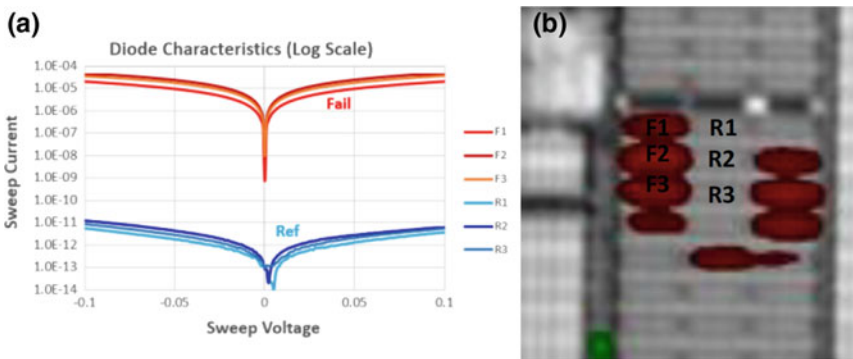 (a)
Diode Characteristics (Log Scale)
Sweep Current
1.0E-04
1.0E-05
1.0E-06
1.0E-07
1.0E-08
1.0E-09
1.0E-10
1.0E-11
1.0E-12
1.0E-13
1.0E-14
Fail
Ref
-0.1
-0.05
0
0.05
0.1
Sweep Voltage
F1
F2
F3
R1
R2
R3
(b)
F1 R1
F2 R2
F3 R3